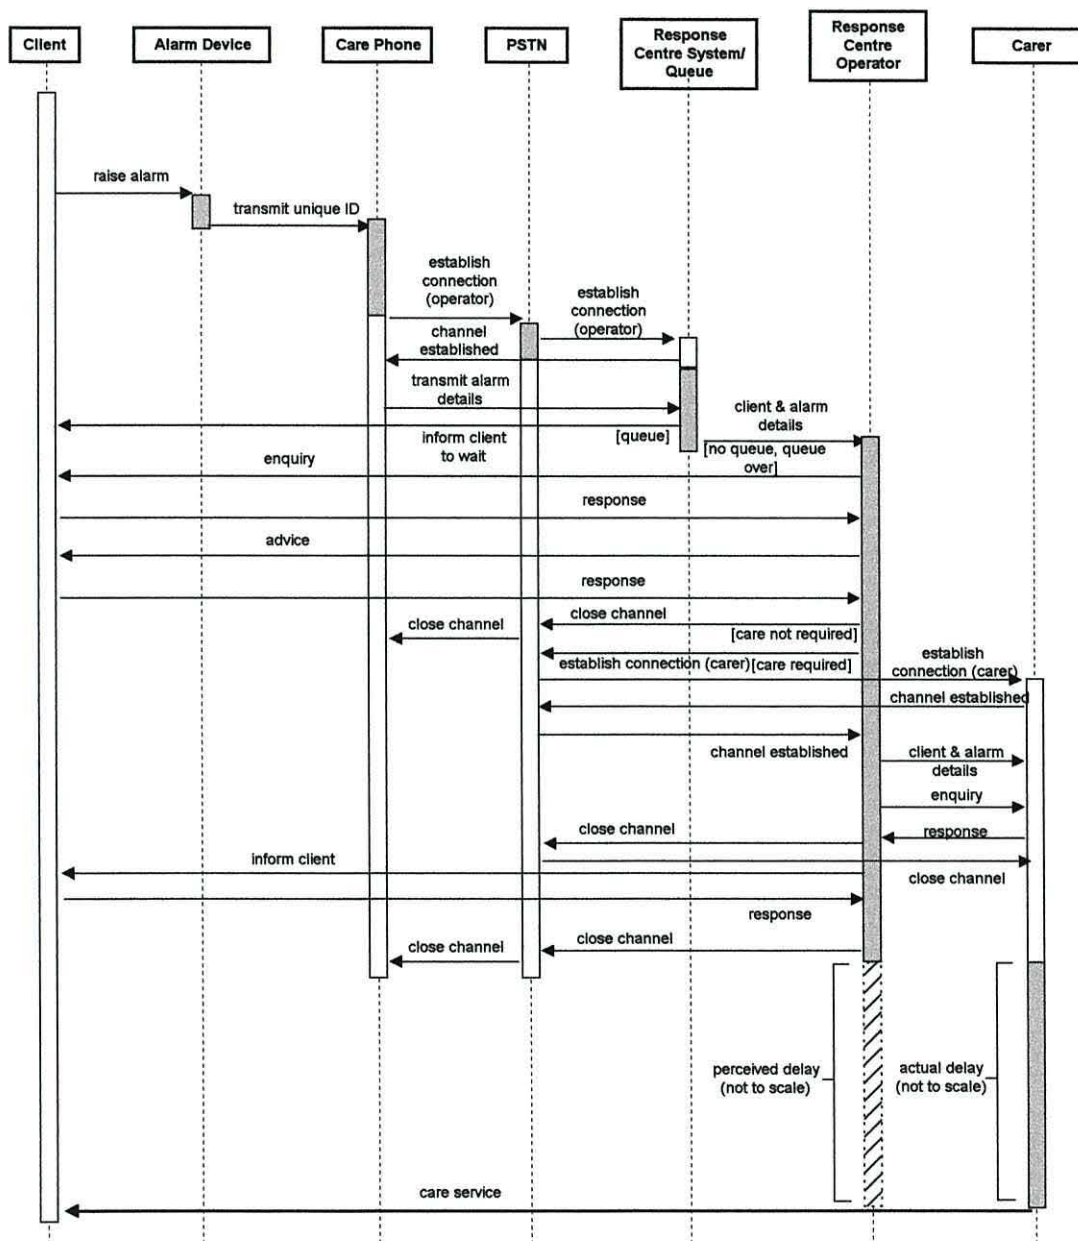 Client
Alarm Device
Care Phone
PSTN
Response
Centre System/
Queue
Response
Centre
Operator
Carer
raise alarm
transmit unique ID
establish
connection
(operator)
establish
connection
(operator)
channel
established
transmit alarm
details
client & alarm
details
[queue]
[no queue, queue
over]
inform client
to wait
enquiry
response
advice
response
close channel
[care not required]
close channel
establish connection (carer)
[care required]
establish
connection (carer)
channel established
channel established
client & alarm
details
enquiry
response
close channel
close channel
inform client
response
close channel
close channel
perceived delay
(not to scale)
actual delay
(not to scale)
care service